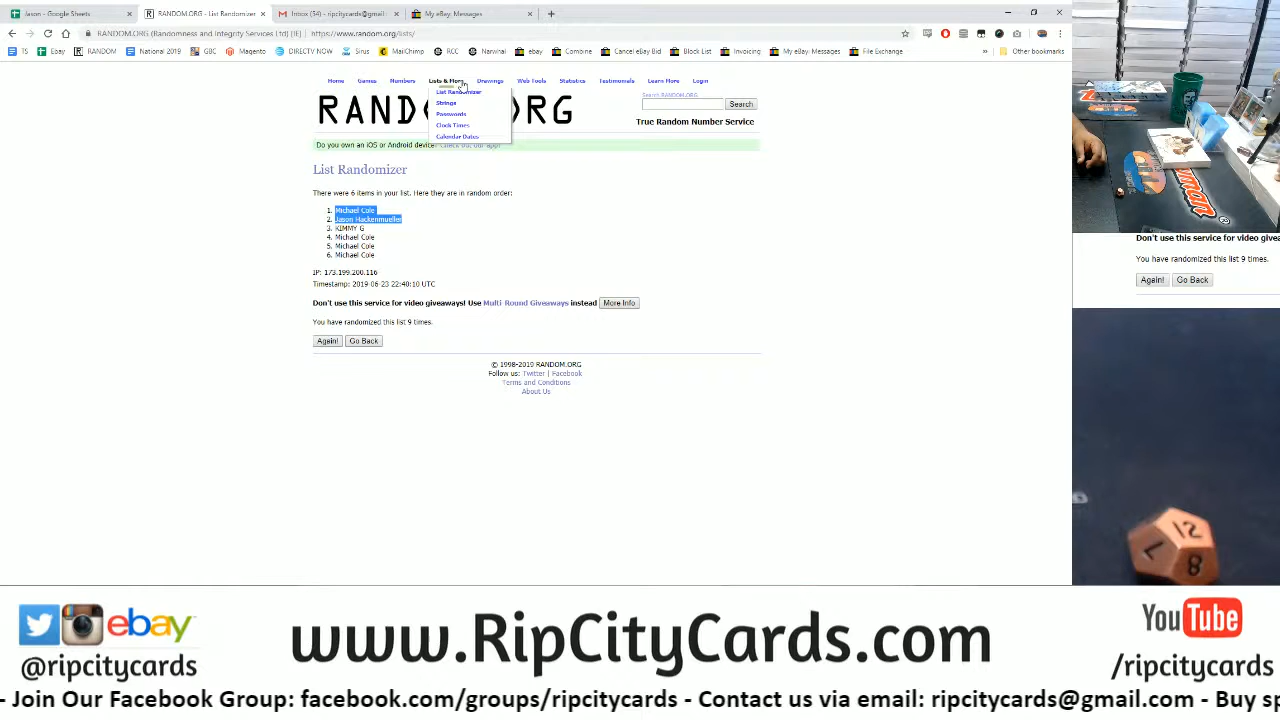 Jason - Google Sheets
RANDOM.ORG - List Randomizer
Inbox (54) - ripcitycards@gmail
My eBay: Messages
RANDOM.ORG (Randomness and Integrity Services Ltd) [IE] | https://www.random.org/lists/
TS Ebay RANDOM National 2019 GBC Magento DIRECTV NOW Sirus MailChimp RCC Narwhal ebay Combine Cancel eBay Bid Block List Invoicing My eBay: Messages File Exchange » Other bookmarks
Home Games Numbers Lists & More Drawings Web Tools Statistics Testimonials Learn More Login
List Randomizer
Strings
Passwords
Clock Times
Calendar Dates
Search RANDOM.ORG
Search
True Random Number Service
Do you own an iOS or Android device? Check out our app!
List Randomizer
There were 6 items in your list. Here they are in random order:
1. Michael Cole
2. Jason Hackenmueller
3. KIMMY G
4. Michael Cole
5. Michael Cole
6. Michael Cole
IP: 173.199.200.116
Timestamp: 2019-06-23 22:40:10 UTC
Don't use this service for video giveaways! Use Multi-Round Giveaways instead More Info
You have randomized this list 9 times.
Again! Go Back
© 1998-2019 RANDOM.ORG
Follow us: Twitter | Facebook
Terms and Conditions
About Us
Don't use this service for video give
You have randomized this list 9 times.
Again! Go Back
12
7
8
ebay
@ripcitycards
www.RipCityCards.com
YouTube
/ripcitycards
- Join Our Facebook Group: facebook.com/groups/ripcitycards - Contact us via email: ripcitycards@gmail.com - Buy sp